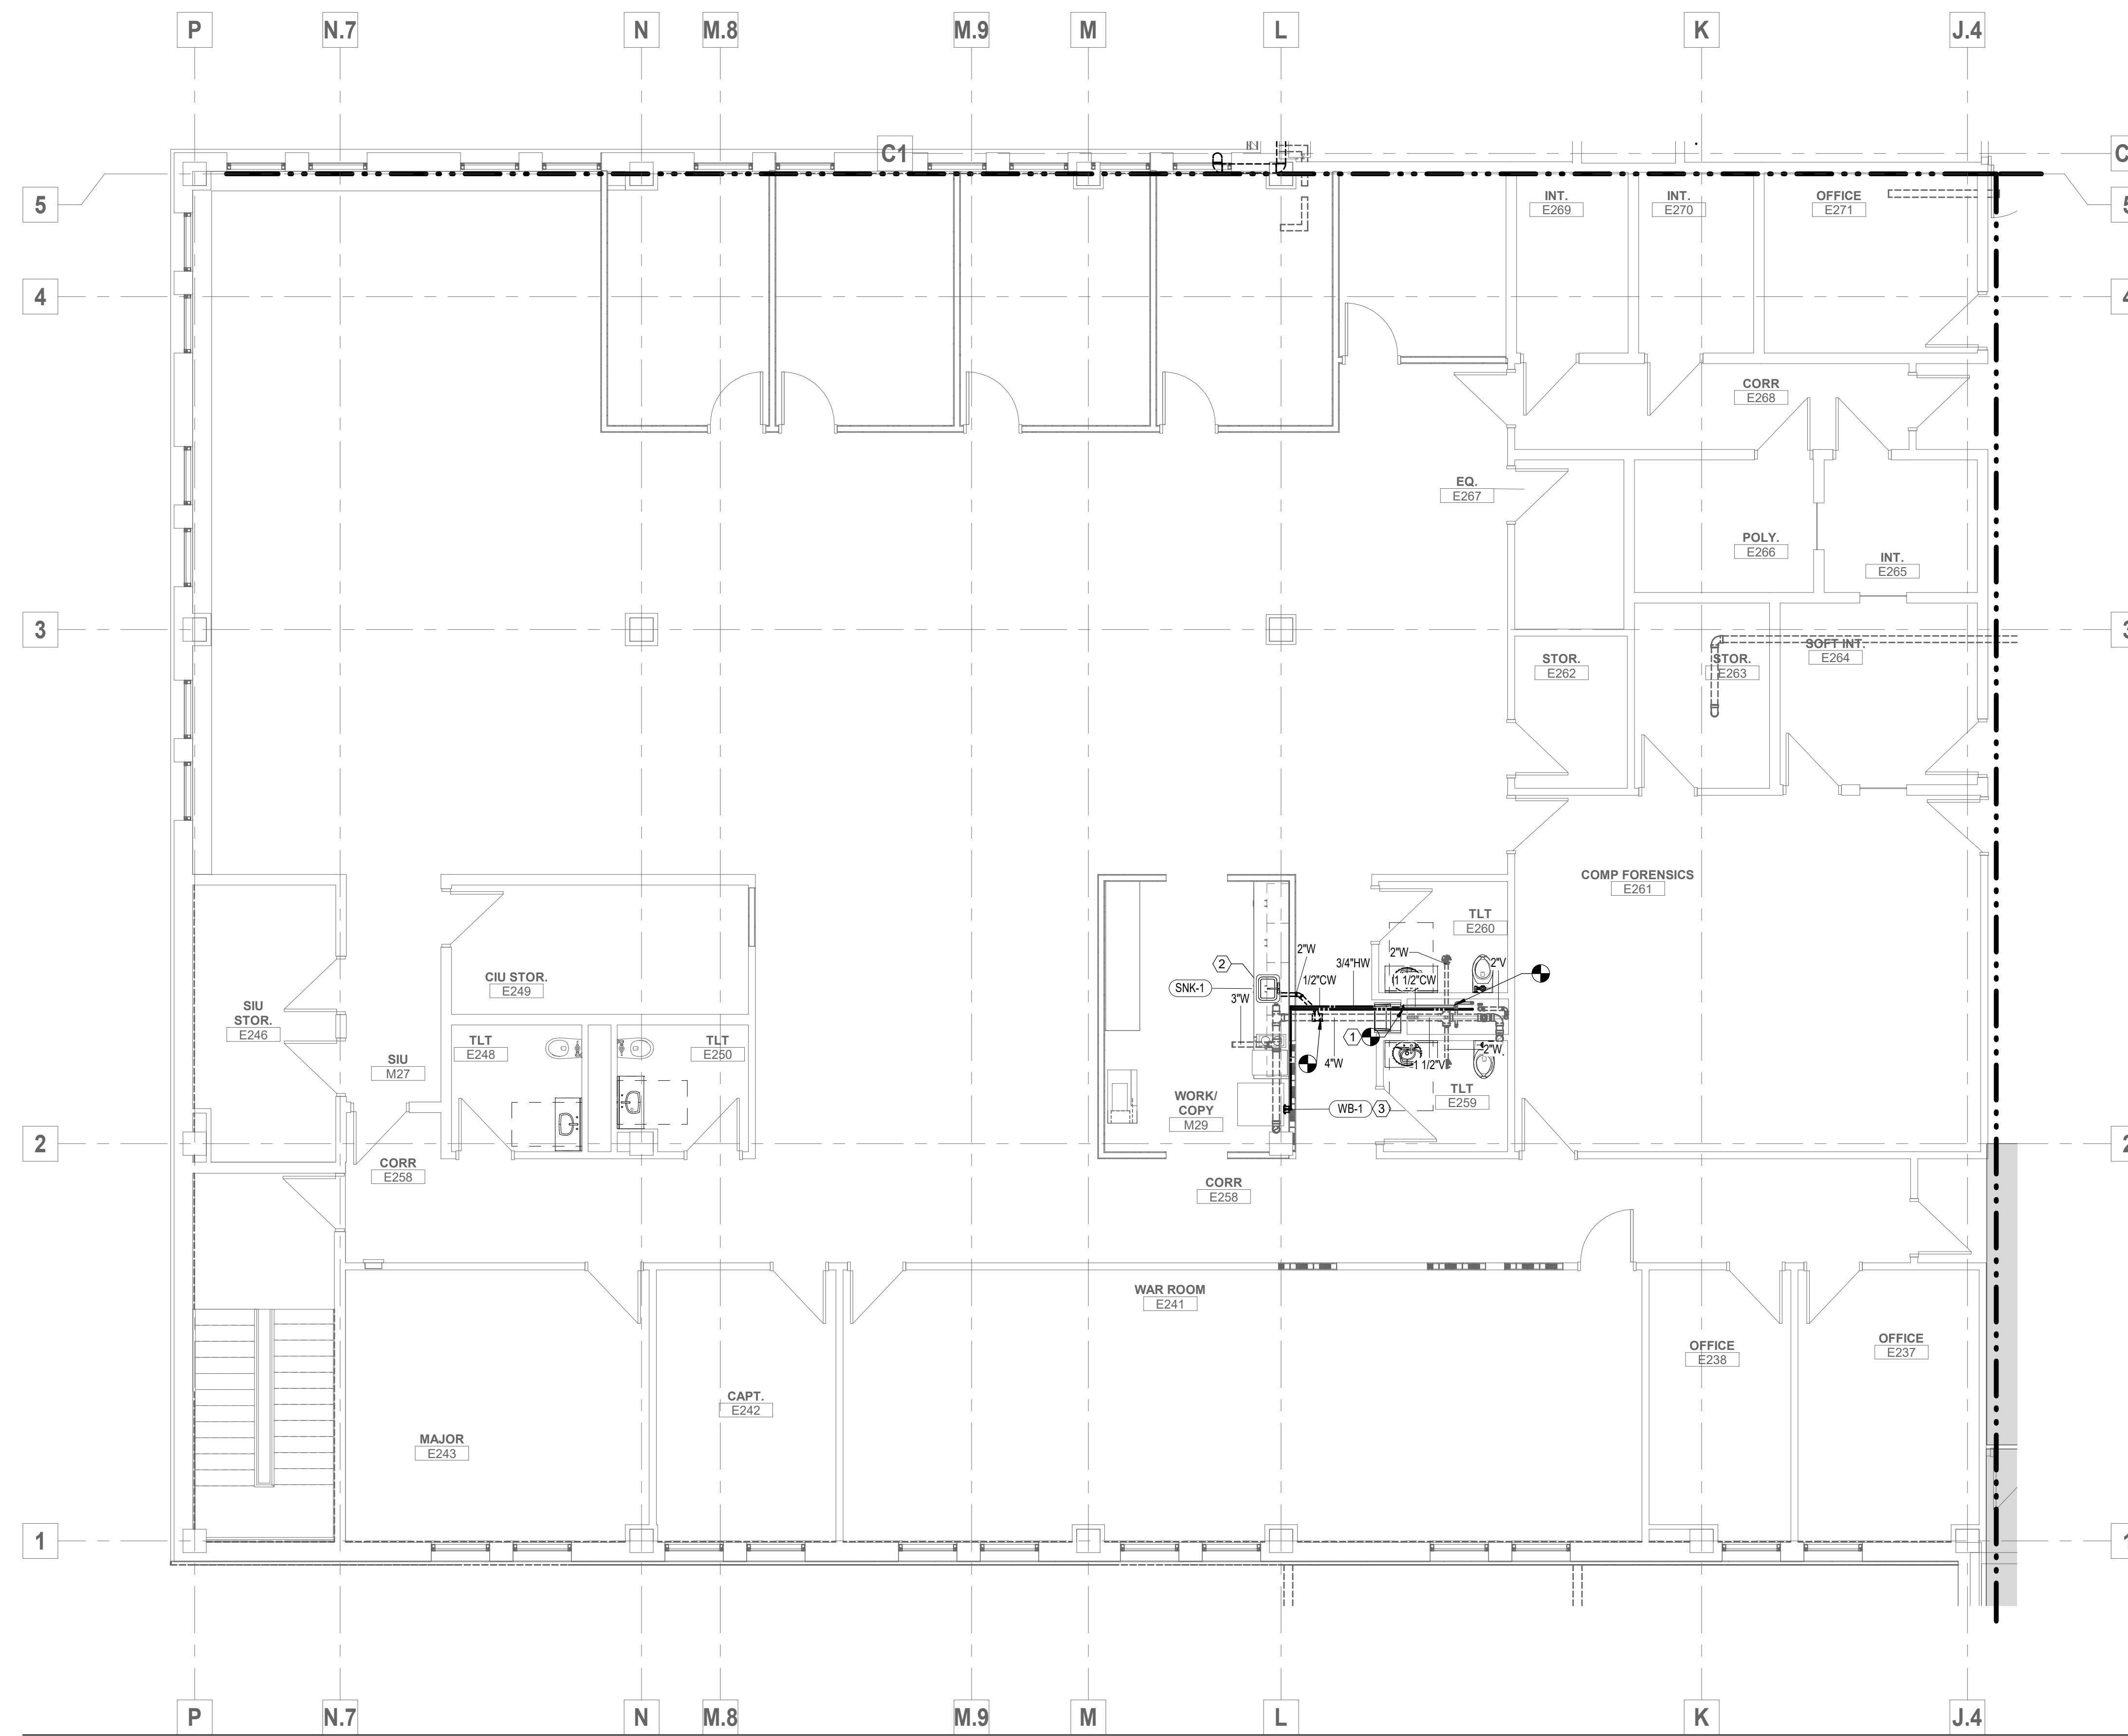 P N.7 N M.8 M.9 M L K J.4
C1
C
5
5
INT.
E269
INT.
E270
OFFICE
E271
4
4
CORR
E268
EQ.
E267
POLY.
E266
INT.
E265
3
3
STOR.
E262
STOR.
E263
SOFT INT.
E264
COMP FORENSICS
E261
TLT
E260
2"W
2"W
3/4"HW
2"V
2
1/2"CW
1 1/2"CW
SNK-1
3"W
CIU STOR.
E249
SIU
STOR.
E246
SIU
M27
TLT
E248
TLT
E250
1
4"W
1 1/2"V
2"W
WORK/
COPY
M29
WB-1
3
TLT
E259
2
2
CORR
E258
CORR
E258
WAR ROOM
E241
OFFICE
E238
OFFICE
E237
CAPT.
E242
MAJOR
E243
1
1
P N.7 N M.8 M.9 M L K J.4